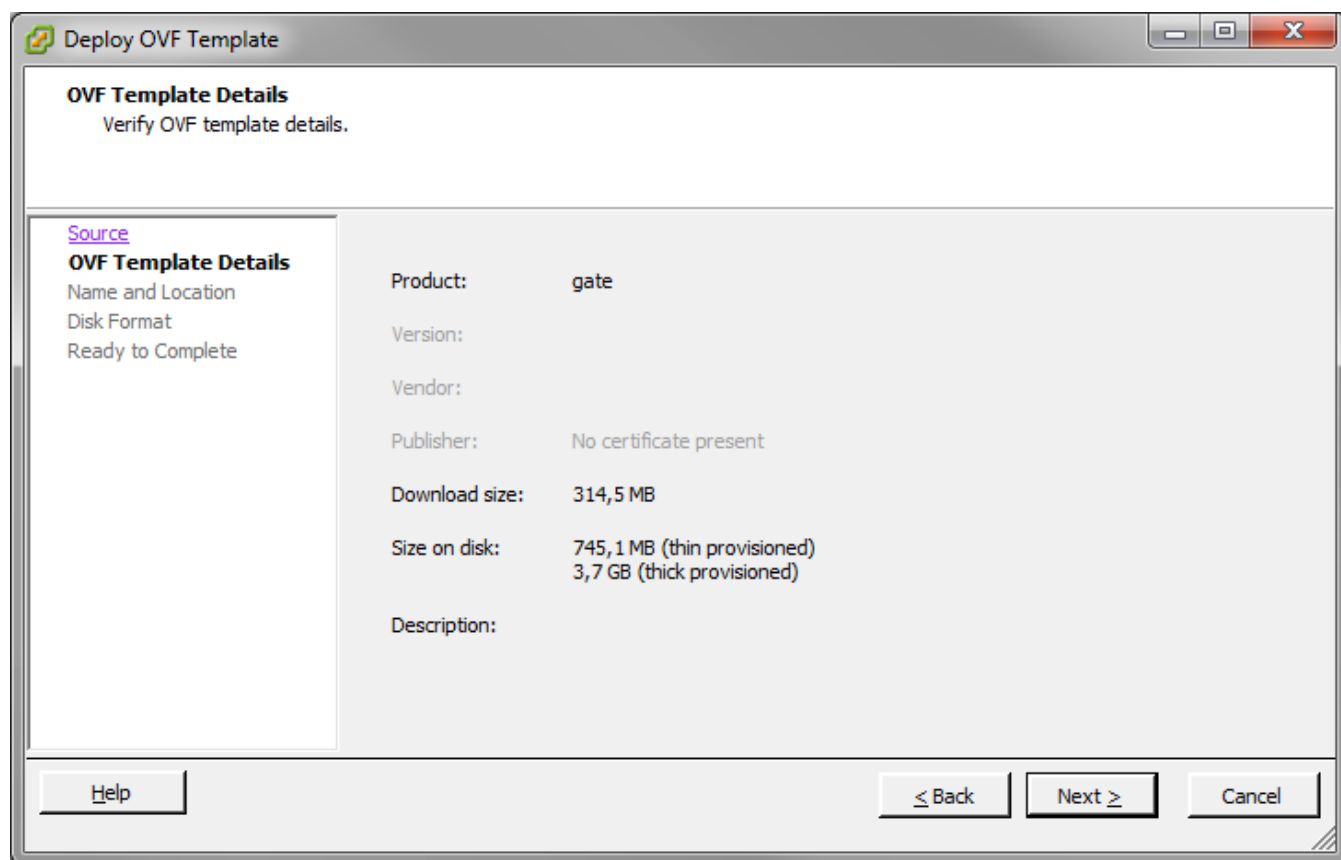 Deploy OVF Template
OVF Template Details
Verify OVF template details.
Source
OVF Template Details
Name and Location
Disk Format
Ready to Complete
Product: gate
Version:
Vendor:
Publisher: No certificate present
Download size: 314,5 MB
Size on disk: 745,1 MB (thin provisioned)
3,7 GB (thick provisioned)
Description:
Help
< Back
Next >
Cancel